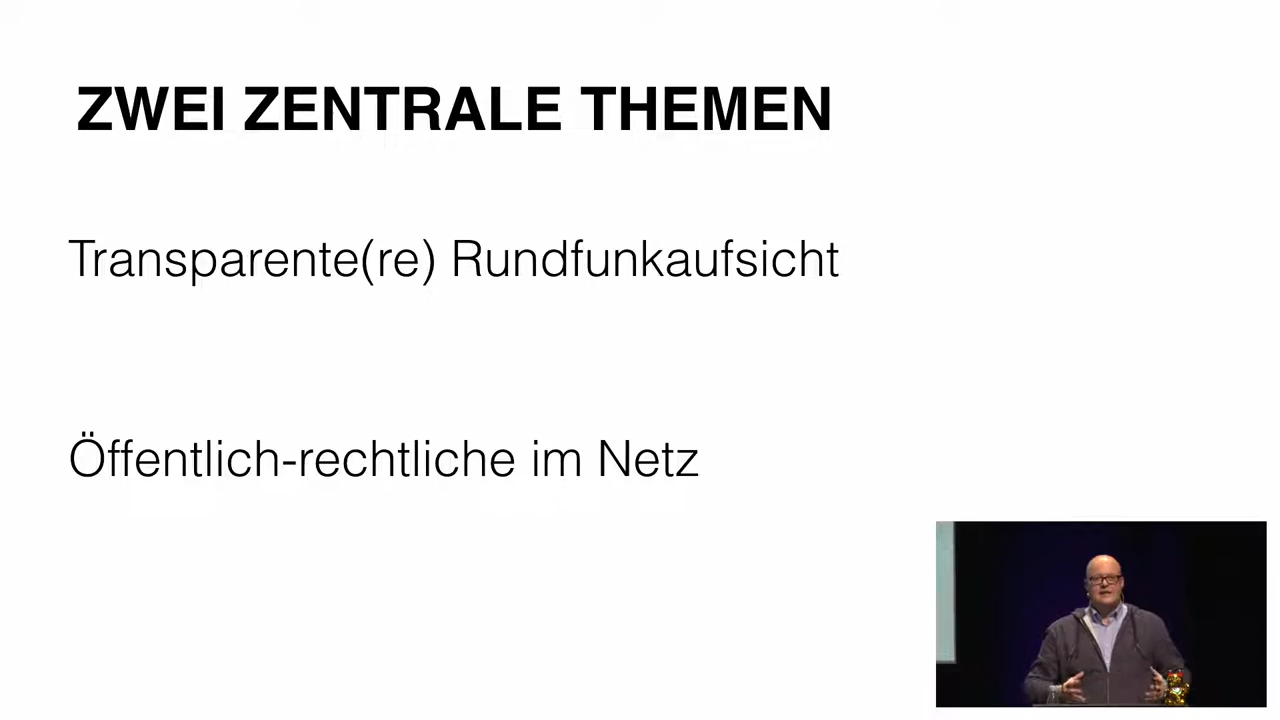 ZWEI ZENTRALE THEMEN
Transparente(re) Rundfunkaufsicht
Öffentlich-rechtliche im Netz